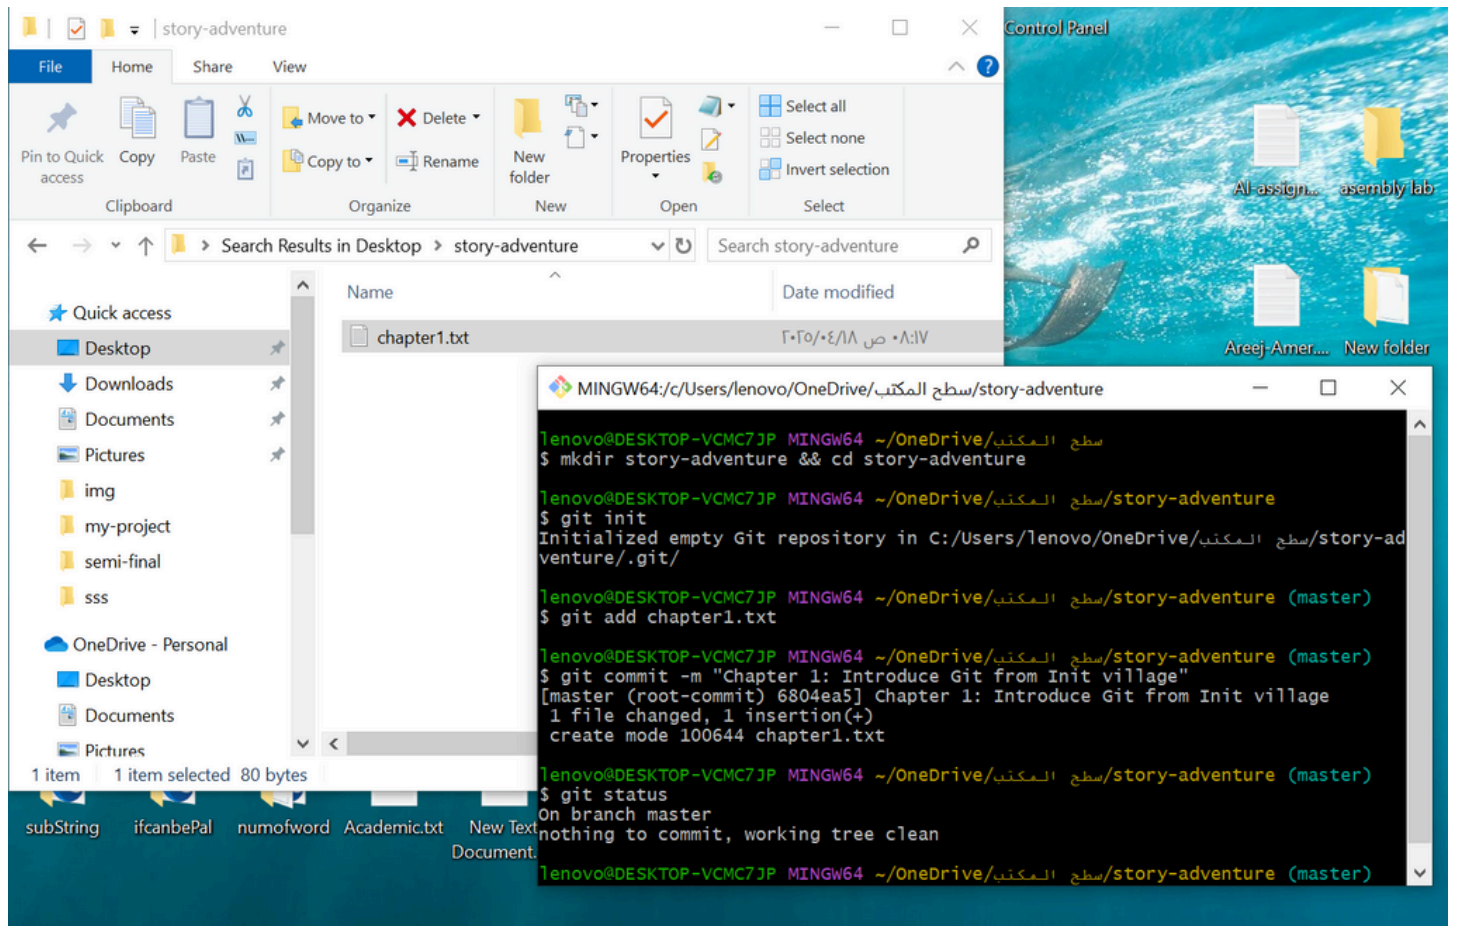 story-adventure
Control Panel
File Home Share View
Pin to Quick access
Copy
Paste
Move to
Copy to
Delete
Rename
New folder
Properties
Select all
Select none
Invert selection
Clipboard Organize New Open Select
Search Results in Desktop > story-adventure
Search story-adventure
Name Date modified
chapter1.txt ٢٠٢٥/٠٤/١٨ ص ٠٨:١٧
Quick access
Desktop
Downloads
Documents
Pictures
img
my-project
semi-final
sss
OneDrive - Personal
Desktop
Documents
Pictures
1 item 1 item selected 80 bytes
AI-assign...
asembly lab
Areej-Amer....
New folder
MINGW64:/c/Users/lenovo/OneDrive/سطح المكتب/story-adventure
lenovo@DESKTOP-VCMC7JP MINGW64 ~/OneDrive/سطح المكتب
$ mkdir story-adventure && cd story-adventure
lenovo@DESKTOP-VCMC7JP MINGW64 ~/OneDrive/سطح المكتب/story-adventure
$ git init
Initialized empty Git repository in C:/Users/lenovo/OneDrive/سطح المكتب/story-ad
venture/.git/
lenovo@DESKTOP-VCMC7JP MINGW64 ~/OneDrive/سطح المكتب/story-adventure (master)
$ git add chapter1.txt
lenovo@DESKTOP-VCMC7JP MINGW64 ~/OneDrive/سطح المكتب/story-adventure (master)
$ git commit -m "Chapter 1: Introduce Git from Init village"
[master (root-commit) 6804ea5] Chapter 1: Introduce Git from Init village
1 file changed, 1 insertion(+)
create mode 100644 chapter1.txt
lenovo@DESKTOP-VCMC7JP MINGW64 ~/OneDrive/سطح المكتب/story-adventure (master)
$ git status
On branch master
nothing to commit, working tree clean
lenovo@DESKTOP-VCMC7JP MINGW64 ~/OneDrive/سطح المكتب/story-adventure (master)
subString
ifcanbePal
numofword
Academic.txt
New Text
Document.